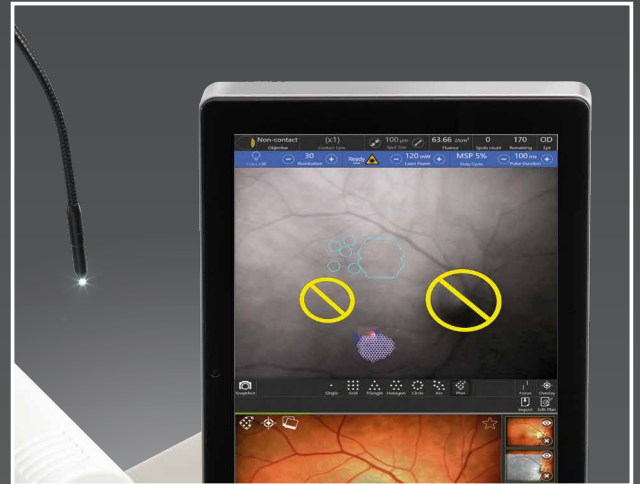 Non-contact (x1) 100 µm 63.66 J/cm² 0 170 OD
Objective Contact Lens Spot Size Fluence Spots count Remaining Eye
30 Ready 120 mW MSP 5% 100 ms
Illumination Laser Power Duty Cycle Pulse Duration
Snapshot Single Grid Triangle Hexagon Circle Arc Plan Focus Overlay
Import Edit Plan